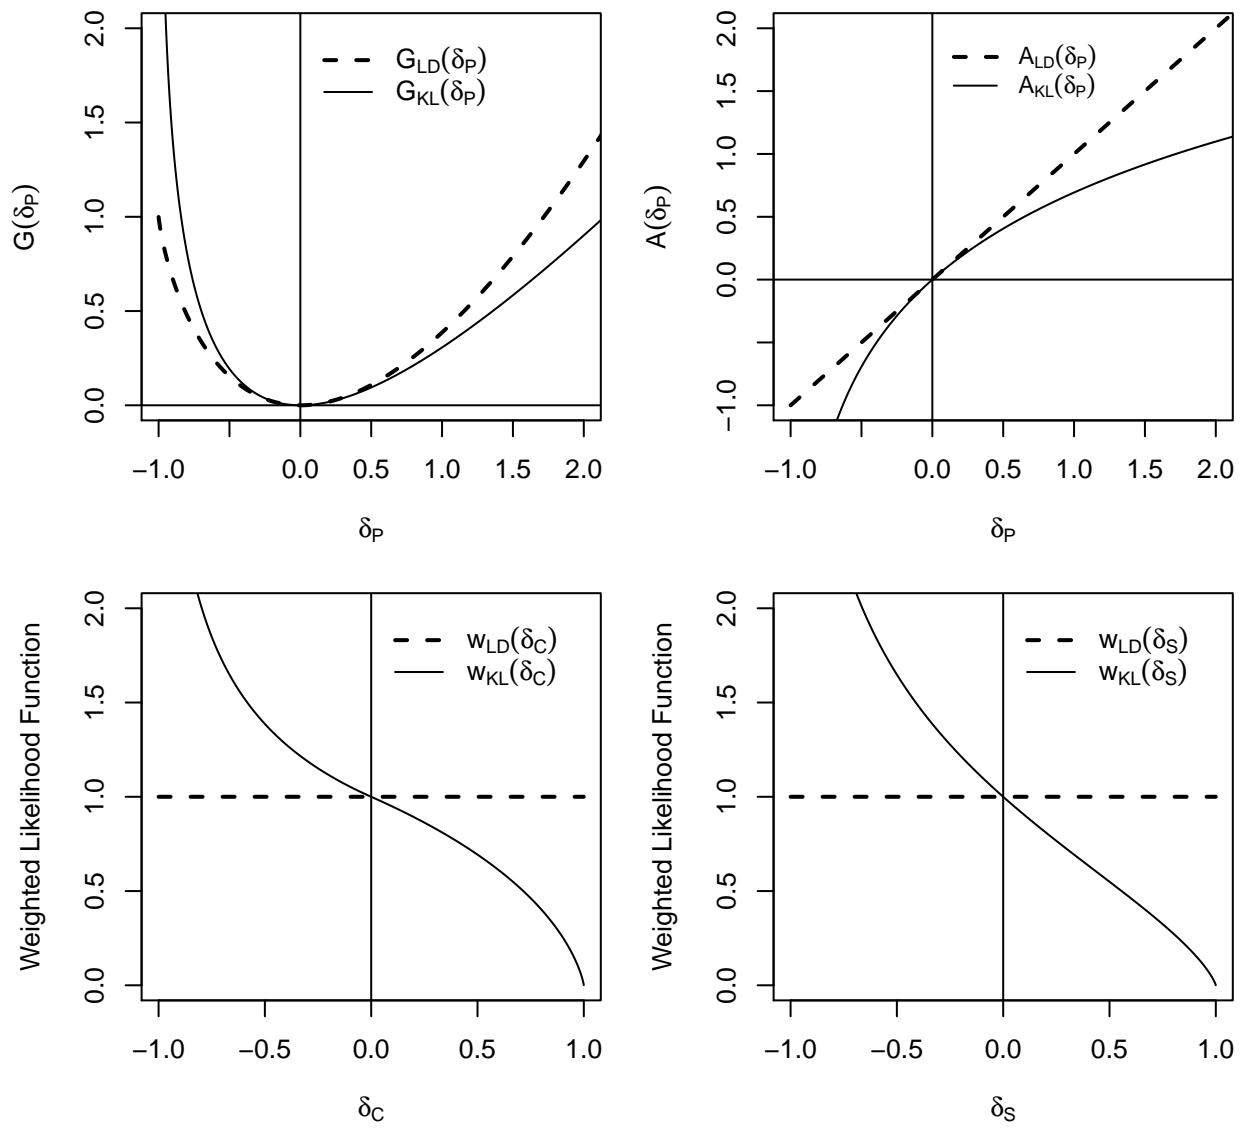 G(δP)
2.0
1.5
1.0
0.5
0.0
GLD(δP)
GKL(δP)
−1.0 0.0 0.5 1.0 1.5 2.0
δP
A(δP)
2.0
1.5
1.0
0.5
0.0
−1.0
ALD(δP)
AKL(δP)
−1.0 0.0 0.5 1.0 1.5 2.0
δP
Weighted Likelihood Function
2.0
1.5
1.0
0.5
0.0
wLD(δC)
wKL(δC)
−1.0 −0.5 0.0 0.5 1.0
δC
Weighted Likelihood Function
2.0
1.5
1.0
0.5
0.0
wLD(δS)
wKL(δS)
−1.0 −0.5 0.0 0.5 1.0
δS